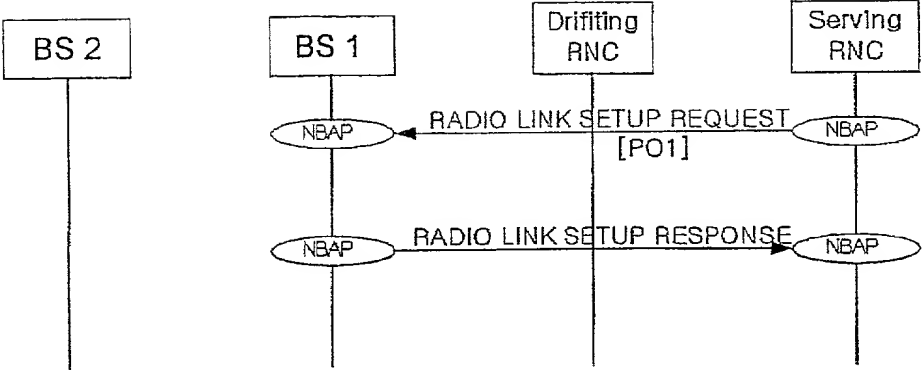 BS 2
BS 1
Drifiting
RNC
Serving
RNC
RADIO LINK SETUP REQUEST
NBAP
NBAP
[PO1]
RADIO LINK SETUP RESPONSE
NBAP
NBAP